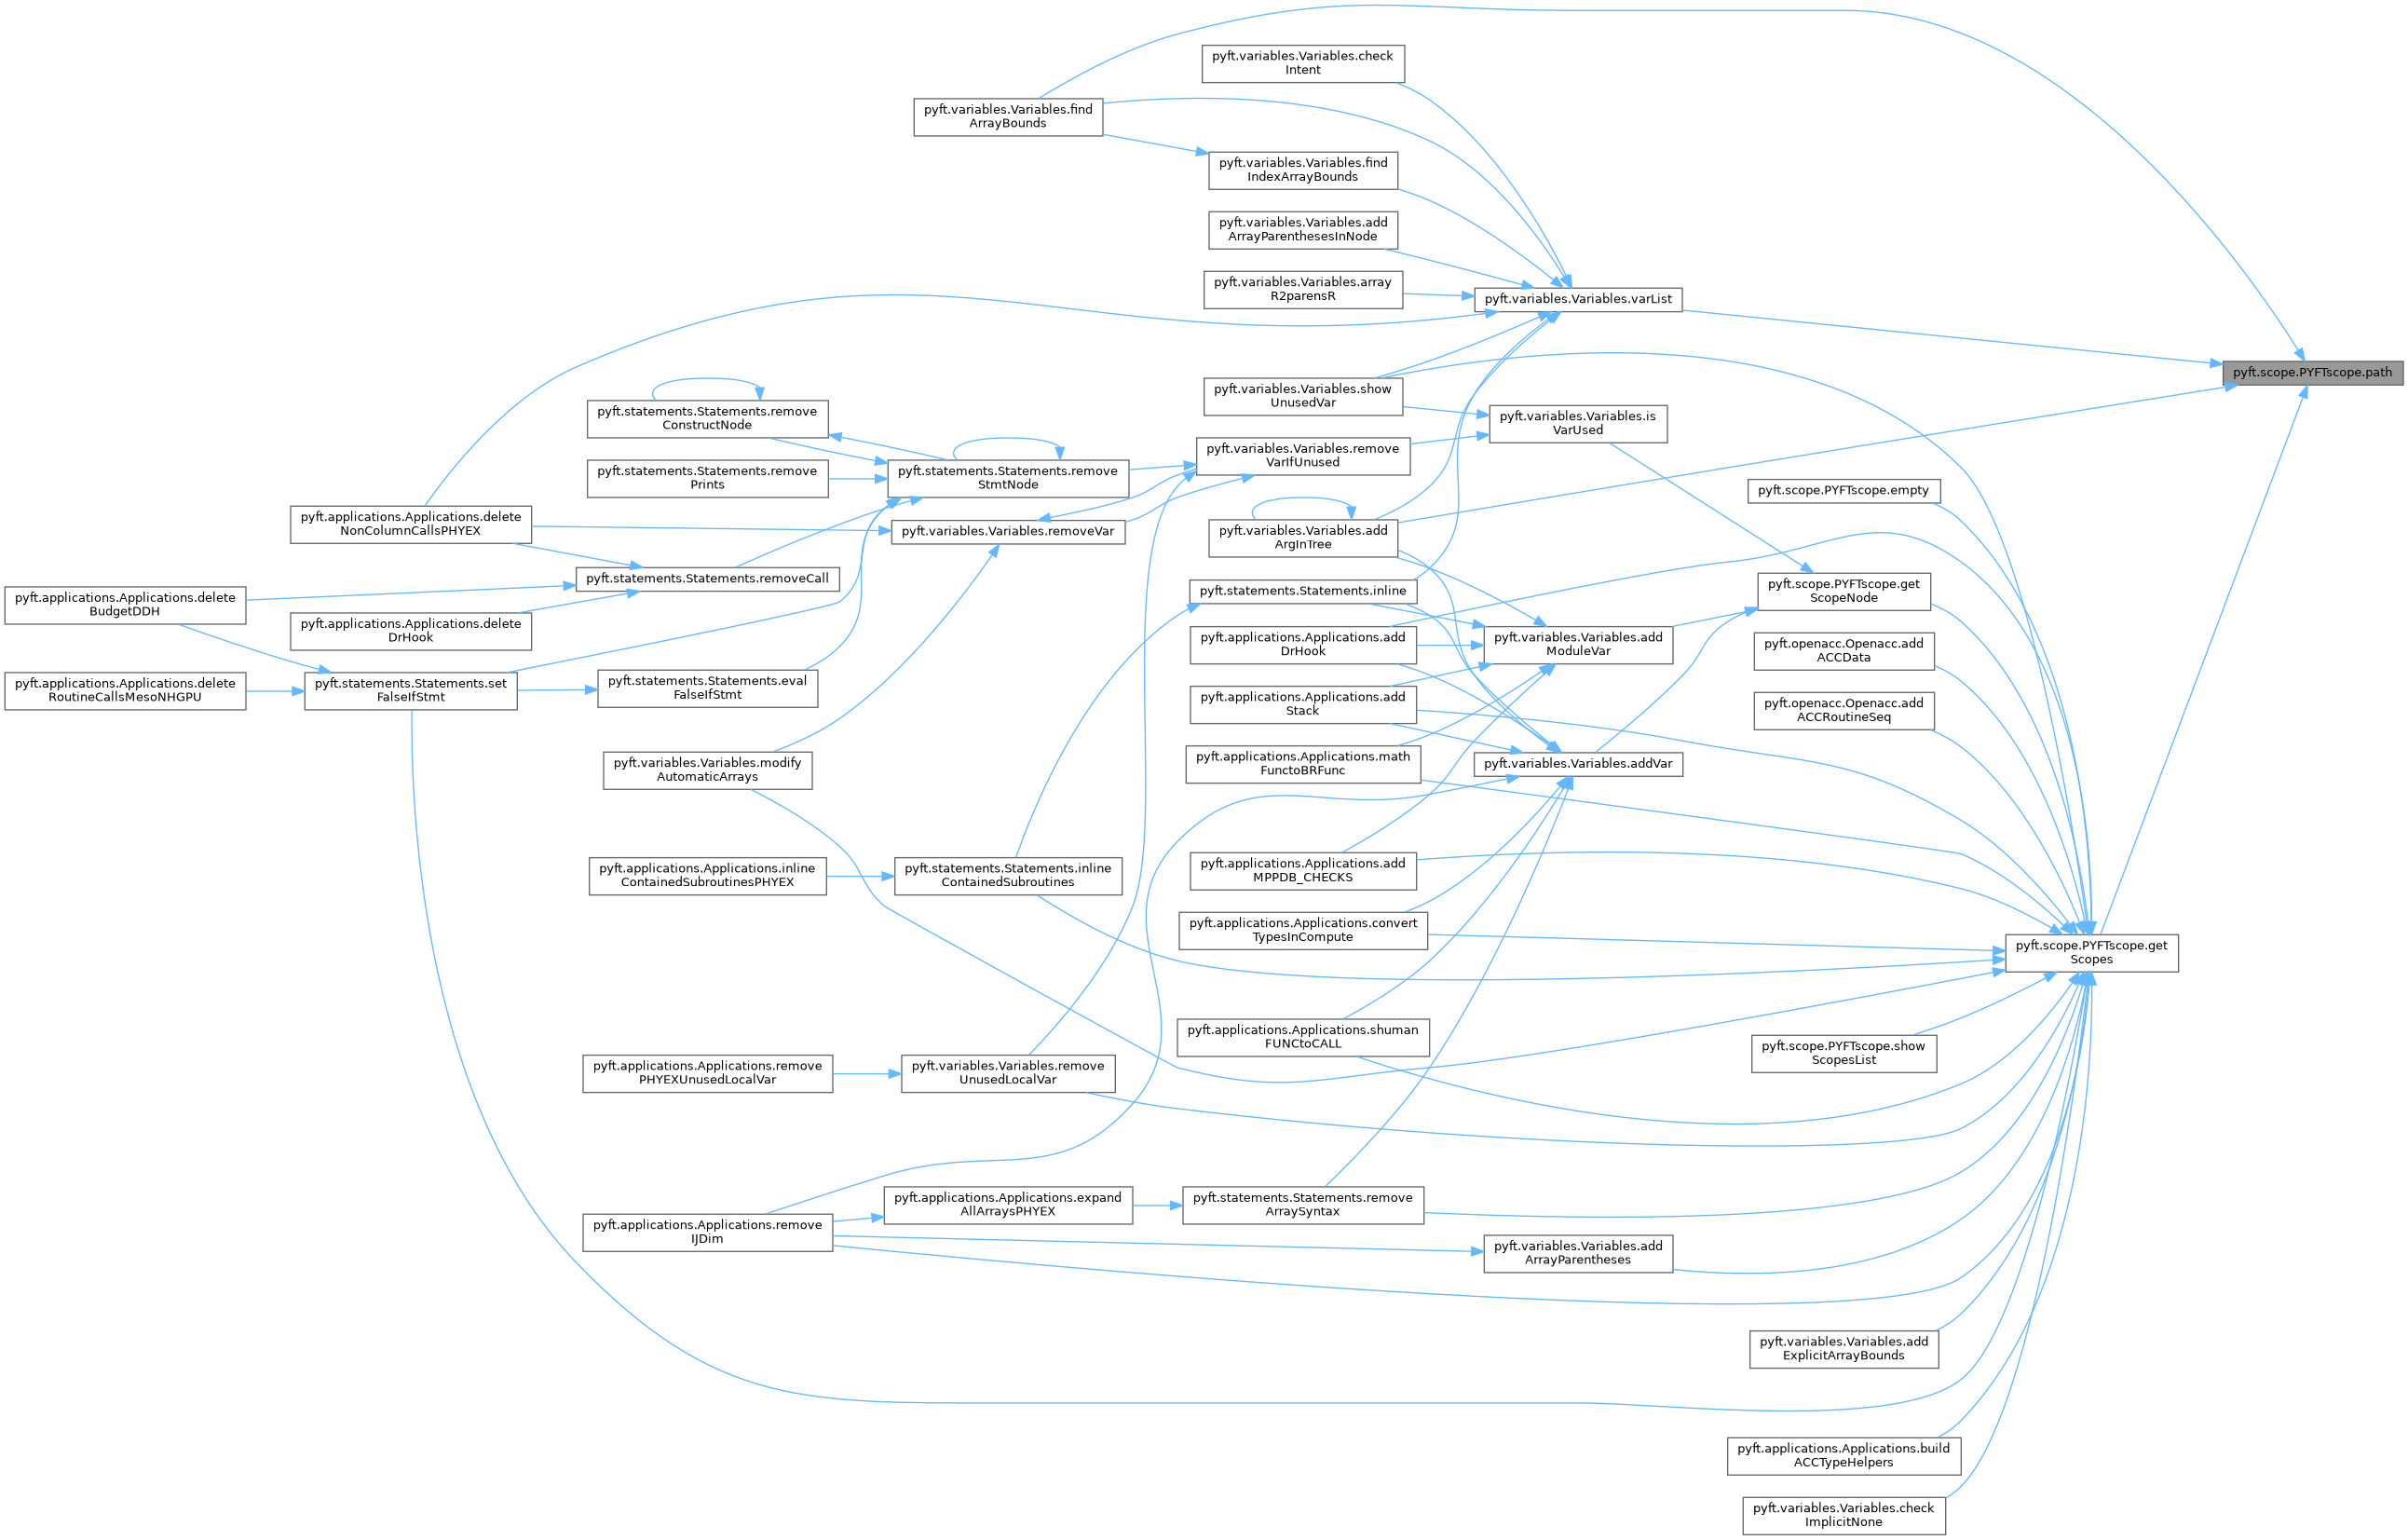 pyft.variables.Variables.check
Intent
pyft.variables.Variables.find
ArrayBounds
pyft.variables.Variables.find
IndexArrayBounds
pyft.variables.Variables.add
ArrayParenthesesInNode
pyft.variables.Variables.array
R2parensR
pyft.variables.Variables.varList
pyft.scope.PYFTscope.path
pyft.variables.Variables.show
UnusedVar
pyft.statements.Statements.remove
ConstructNode
pyft.variables.Variables.is
VarUsed
pyft.variables.Variables.remove
VarIfUnused
pyft.statements.Statements.remove
Prints
pyft.statements.Statements.remove
StmtNode
pyft.scope.PYFTscope.empty
pyft.applications.Applications.delete
NonColumnCallsPHYEX
pyft.variables.Variables.removeVar
pyft.variables.Variables.add
ArgInTree
pyft.statements.Statements.removeCall
pyft.statements.Statements.inline
pyft.scope.PYFTscope.get
ScopeNode
pyft.applications.Applications.delete
BudgetDDH
pyft.applications.Applications.delete
DrHook
pyft.applications.Applications.add
DrHook
pyft.variables.Variables.add
ModuleVar
pyft.openacc.Openacc.add
ACCData
pyft.applications.Applications.delete
RoutineCallsMesoNHGPU
pyft.statements.Statements.set
FalseIfStmt
pyft.statements.Statements.eval
FalseIfStmt
pyft.applications.Applications.add
Stack
pyft.openacc.Openacc.add
ACCRoutineSeq
pyft.variables.Variables.modify
AutomaticArrays
pyft.applications.Applications.math
FunctoBRFunc
pyft.variables.Variables.addVar
pyft.applications.Applications.inline
ContainedSubroutinesPHYEX
pyft.statements.Statements.inline
ContainedSubroutines
pyft.applications.Applications.add
MPPDB_CHECKS
pyft.applications.Applications.convert
TypesInCompute
pyft.scope.PYFTscope.get
Scopes
pyft.applications.Applications.shuman
FUNCtoCALL
pyft.scope.PYFTscope.show
ScopesList
pyft.applications.Applications.remove
PHYEXUnusedLocalVar
pyft.variables.Variables.remove
UnusedLocalVar
pyft.applications.Applications.remove
IJDim
pyft.applications.Applications.expand
AllArraysPHYEX
pyft.statements.Statements.remove
ArraySyntax
pyft.variables.Variables.add
ArrayParentheses
pyft.variables.Variables.add
ExplicitArrayBounds
pyft.applications.Applications.build
ACCTypeHelpers
pyft.variables.Variables.check
ImplicitNone